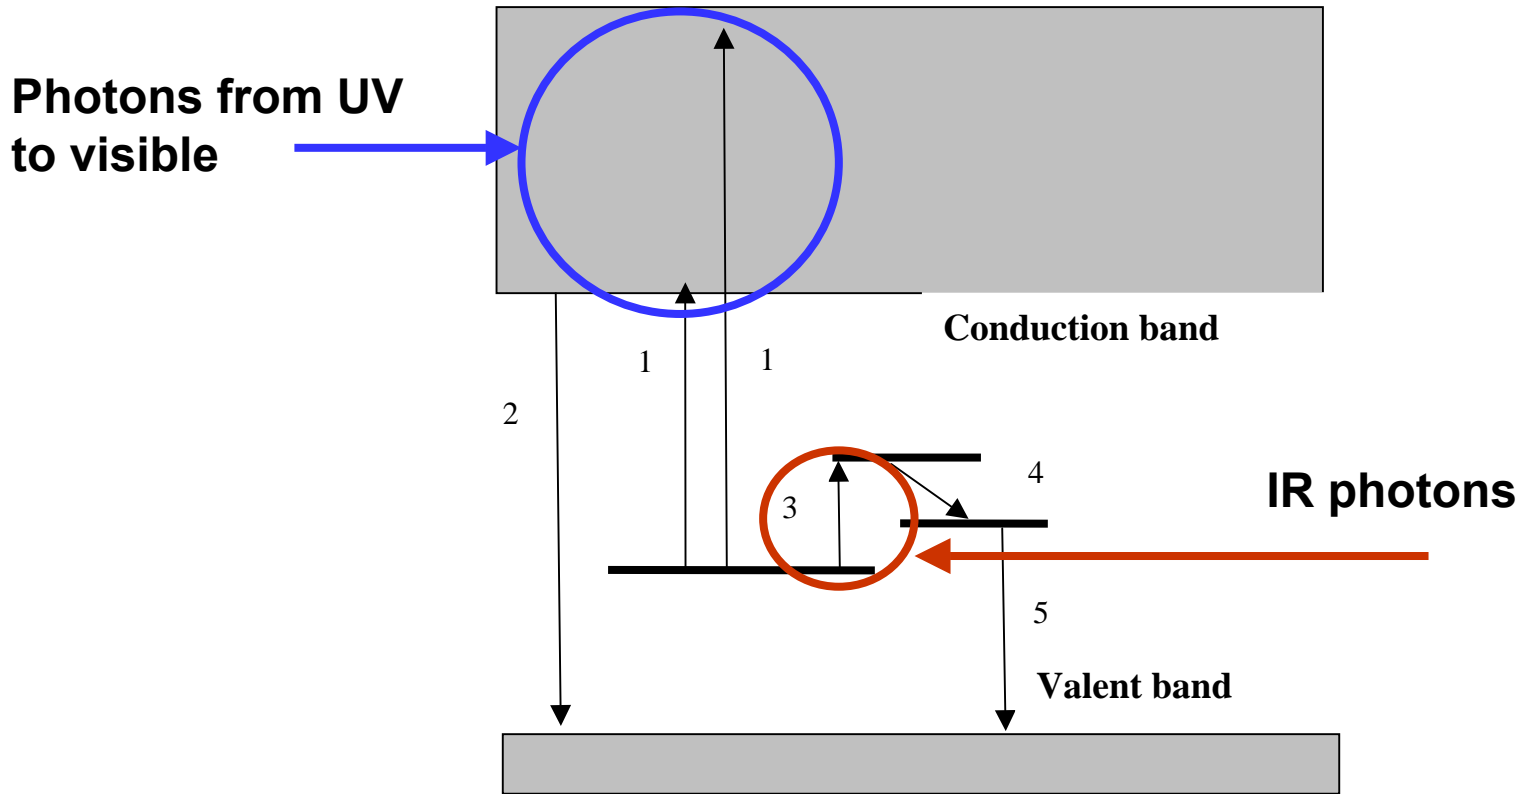 Photons from UV
to visible
Conduction band
1
1
2
4
IR photons
3
5
Valent band